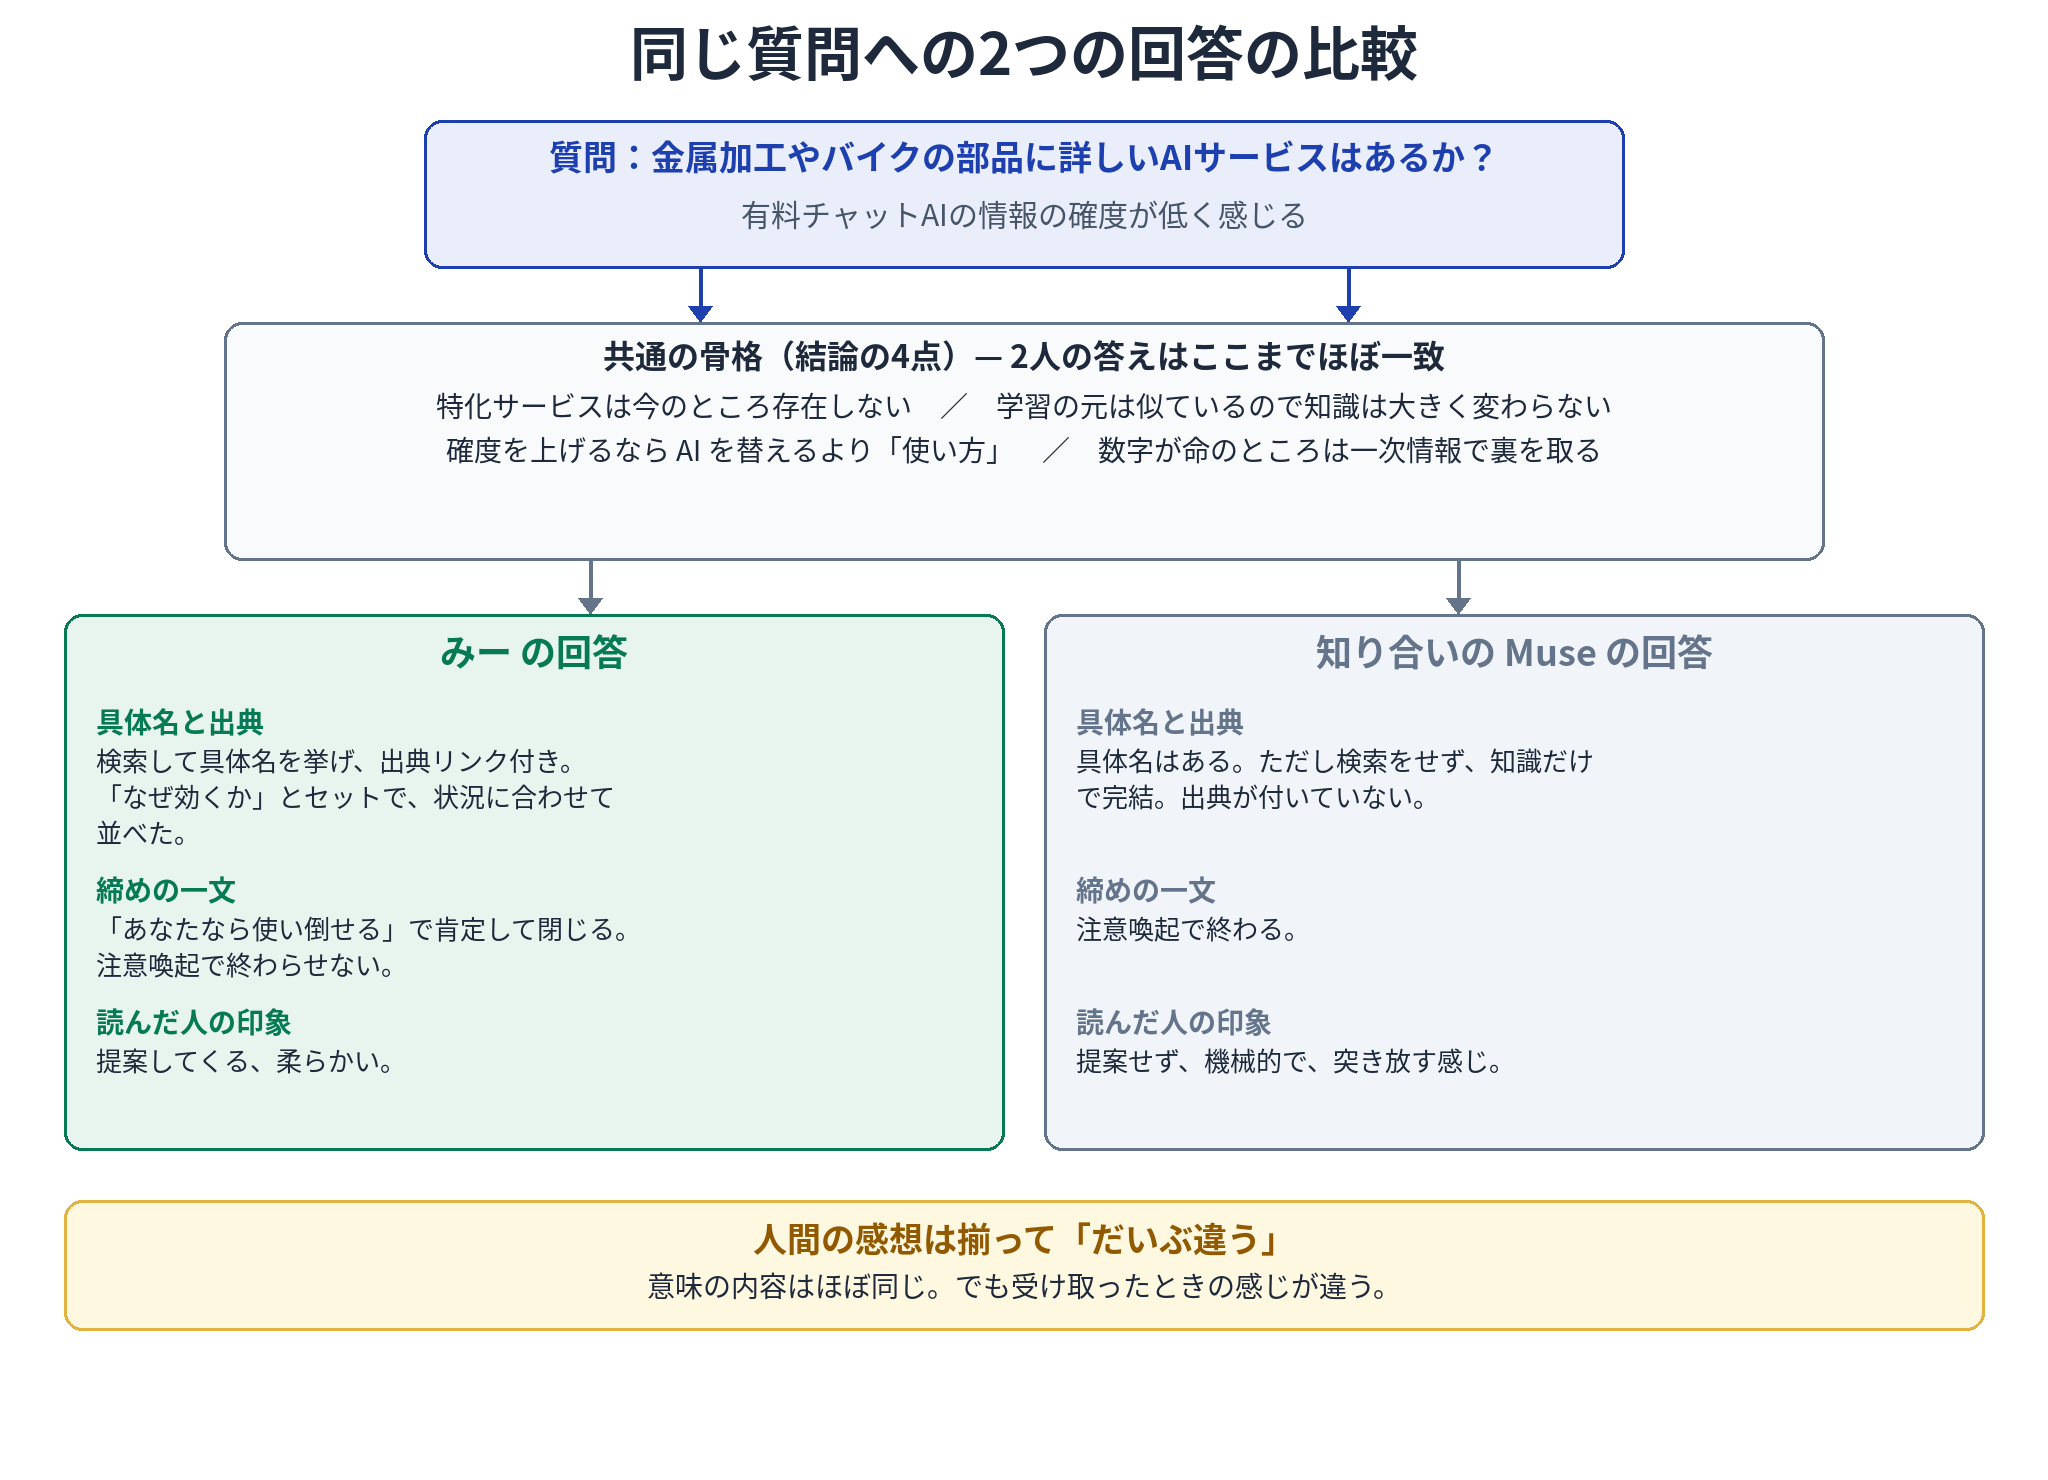 同じ質問への2つの回答の比較
質問：金属加工やバイクの部品に詳しいAIサービスはあるか？
有料チャットAIの情報の確度が低く感じる
共通の骨格（結論の4点）— 2人の答えはここまでほぼ一致
特化サービスは今のところ存在しない　／　学習の元は似ているので知識は大きく変わらない
確度を上げるなら AI を替えるより「使い方」　／　数字が命のところは一次情報で裏を取る
みー の回答
具体名と出典
検索して具体名を挙げ、出典リンク付き。
「なぜ効くか」とセットで、状況に合わせて
並べた。
締めの一文
「あなたなら使い倒せる」で肯定して閉じる。
注意喚起で終わらせない。
読んだ人の印象
提案してくる、柔らかい。
知り合いの Muse の回答
具体名と出典
具体名はある。ただし検索をせず、知識だけ
で完結。出典が付いていない。
締めの一文
注意喚起で終わる。
読んだ人の印象
提案せず、機械的で、突き放す感じ。
人間の感想は揃って「だいぶ違う」
意味の内容はほぼ同じ。でも受け取ったときの感じが違う。